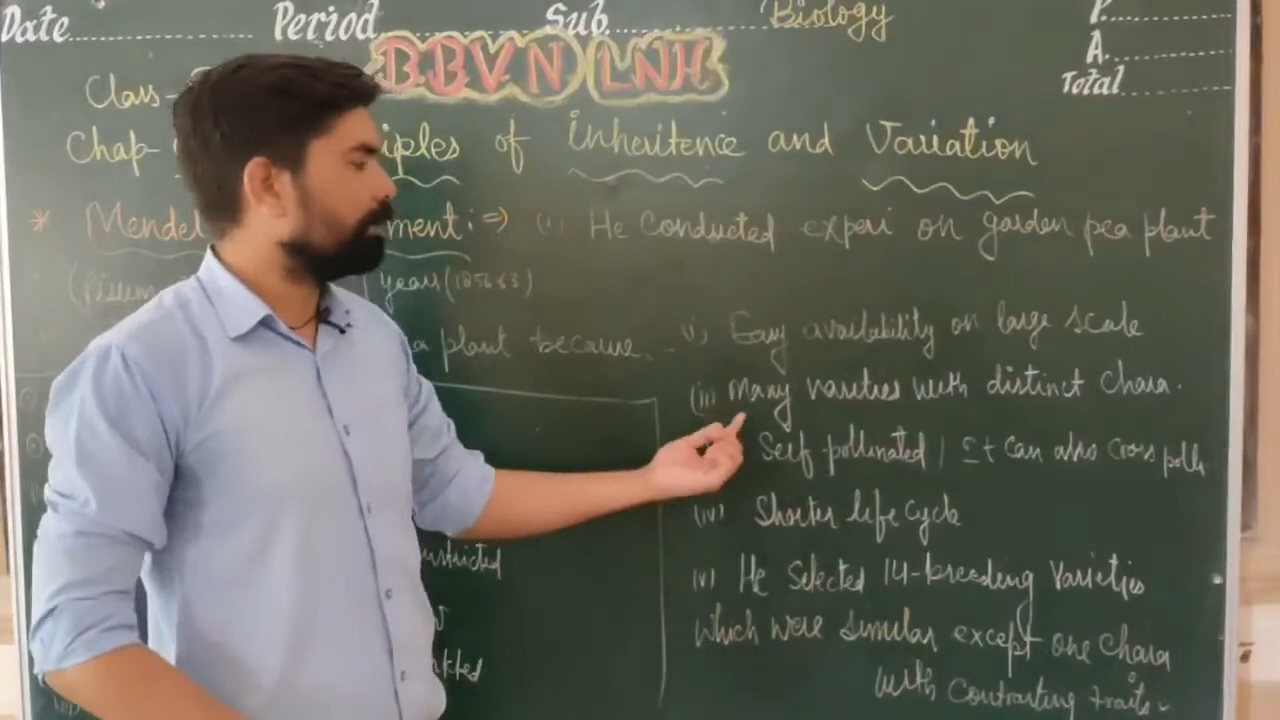 Date Period Sub. Biology P.
A.
Total
BBVN LNH
Class-
Chap- iples of inheritence and Variation
* Mendel ment:⇒ (i) He Conducted experi on garden pea plant
(Pisum years (1856-63)
a plant because - i) Easy availability on large scale
(ii) Many varities with distinct Chara.
Self-pollinated / It can also cross polli
(iv) Shorter life cycle
(v) He Selected 14-breeding Varieties
which were similar except one chara
with Contrasting traits.
nstricted
nkled